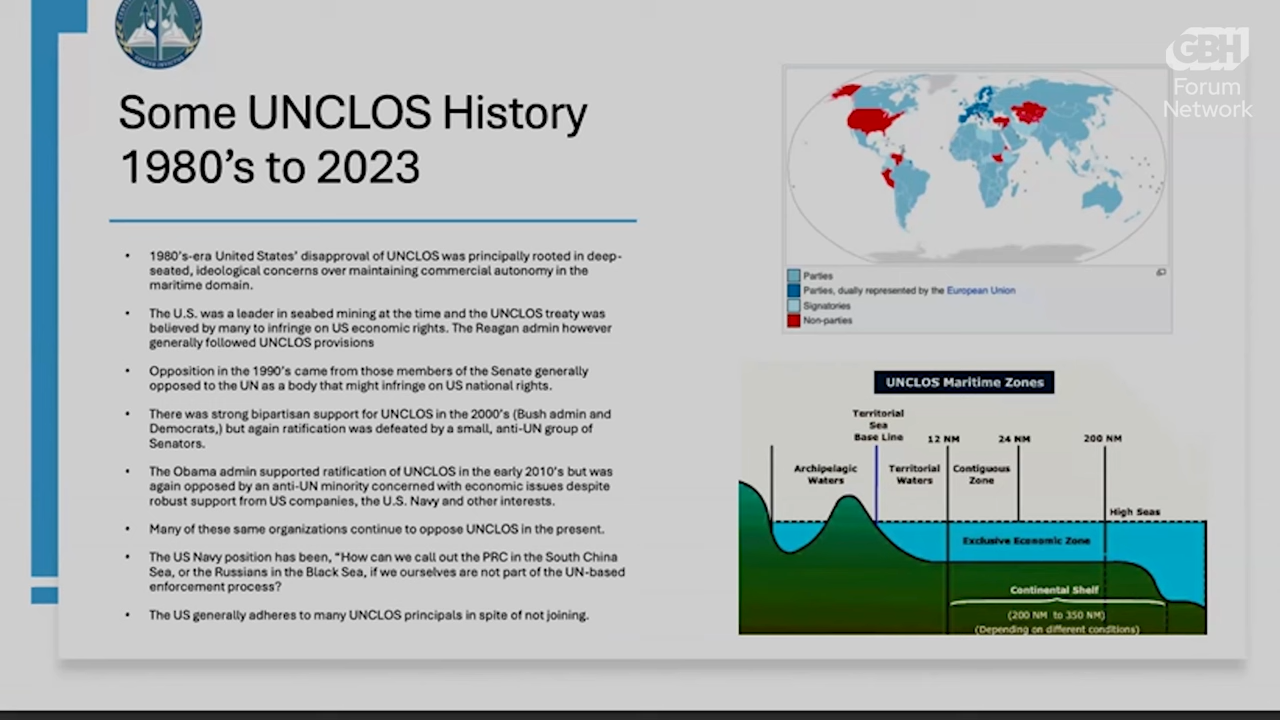 GBH
Forum
Network
Some UNCLOS History
1980's to 2023
• 1980's-era United States' disapproval of UNCLOS was principally rooted in deep-
seated, ideological concerns over maintaining commercial autonomy in the
maritime domain.
• The U.S. was a leader in seabed mining at the time and the UNCLOS treaty was
believed by many to infringe on US economic rights. The Reagan admin however
generally followed UNCLOS provisions
• Opposition in the 1990's came from those members of the Senate generally
opposed to the UN as a body that might infringe on US national rights.
• There was strong bipartisan support for UNCLOS in the 2000's (Bush admin and
Democrats,) but again ratification was defeated by a small, anti-UN group of
Senators.
• The Obama admin supported ratification of UNCLOS in the early 2010's but was
again opposed by an anti-UN minority concerned with economic issues despite
robust support from US companies, the U.S. Navy and other interests.
• Many of these same organizations continue to oppose UNCLOS in the present.
• The US Navy position has been, "How can we call out the PRC in the South China
Sea, or the Russians in the Black Sea, if we ourselves are not part of the UN-based
enforcement process?
• The US generally adheres to many UNCLOS principals in spite of not joining.
Parties
Parties, dually represented by the European Union
Signatories
Non-parties
UNCLOS Maritime Zones
Territorial
Sea
Base Line
12 NM
24 NM
200 NM
Archipelagic
Waters
Territorial
Waters
Contiguous
Zone
High Seas
Exclusive Economic Zone
Continental Shelf
(200 NM to 350 NM)
(Depending on different conditions)